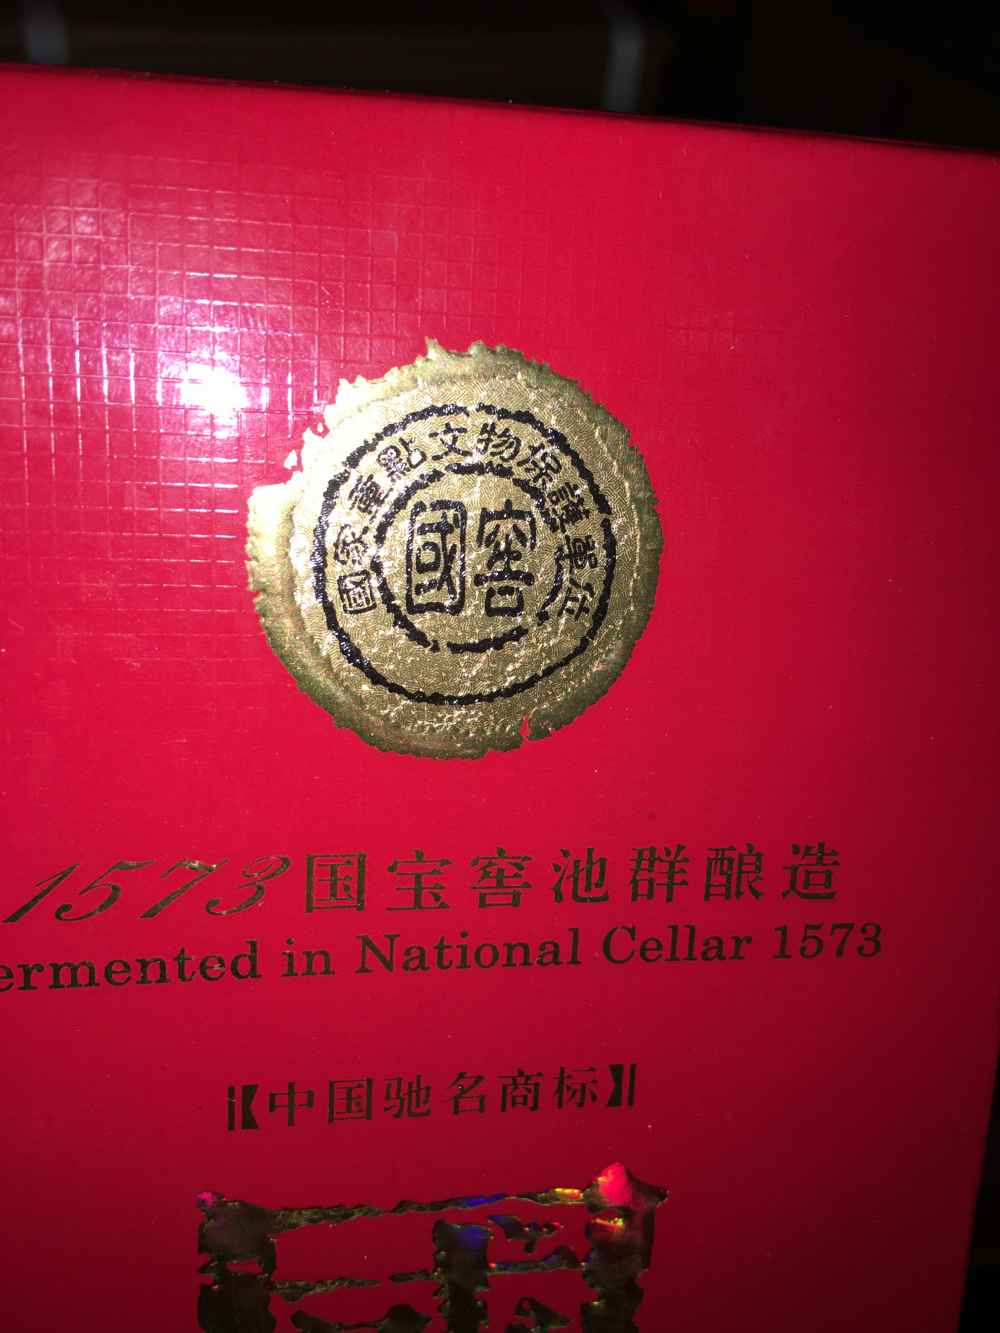 國家重點文物保護單位
國窖
1573国宝窖池群酿造
ermented in National Cellar 1573
【中国驰名商标】